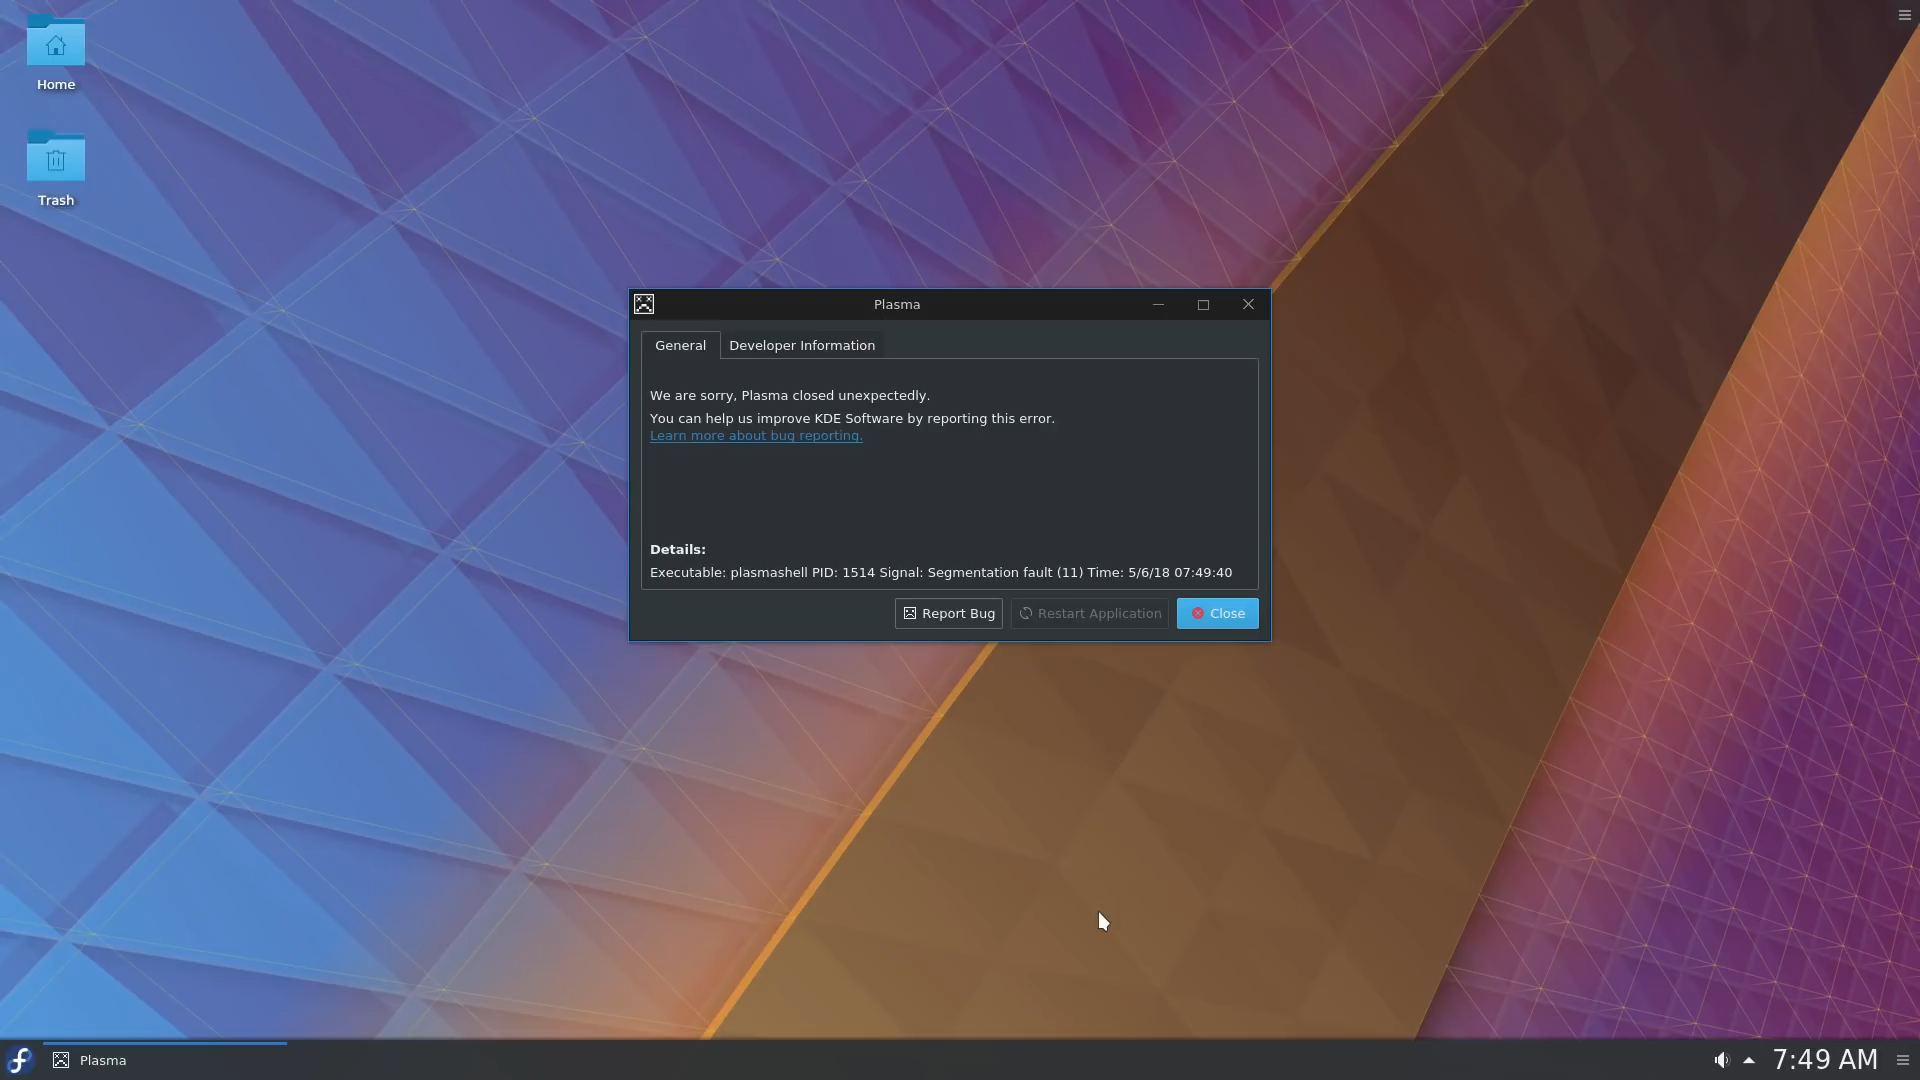 Home
Trash
Plasma
General
Developer Information
We are sorry, Plasma closed unexpectedly.
You can help us improve KDE Software by reporting this error.
Learn more about bug reporting.
Details:
Executable: plasmashell PID: 1514 Signal: Segmentation fault (11) Time: 5/6/18 07:49:40
Report Bug
Restart Application
Close
Plasma
7:49 AM